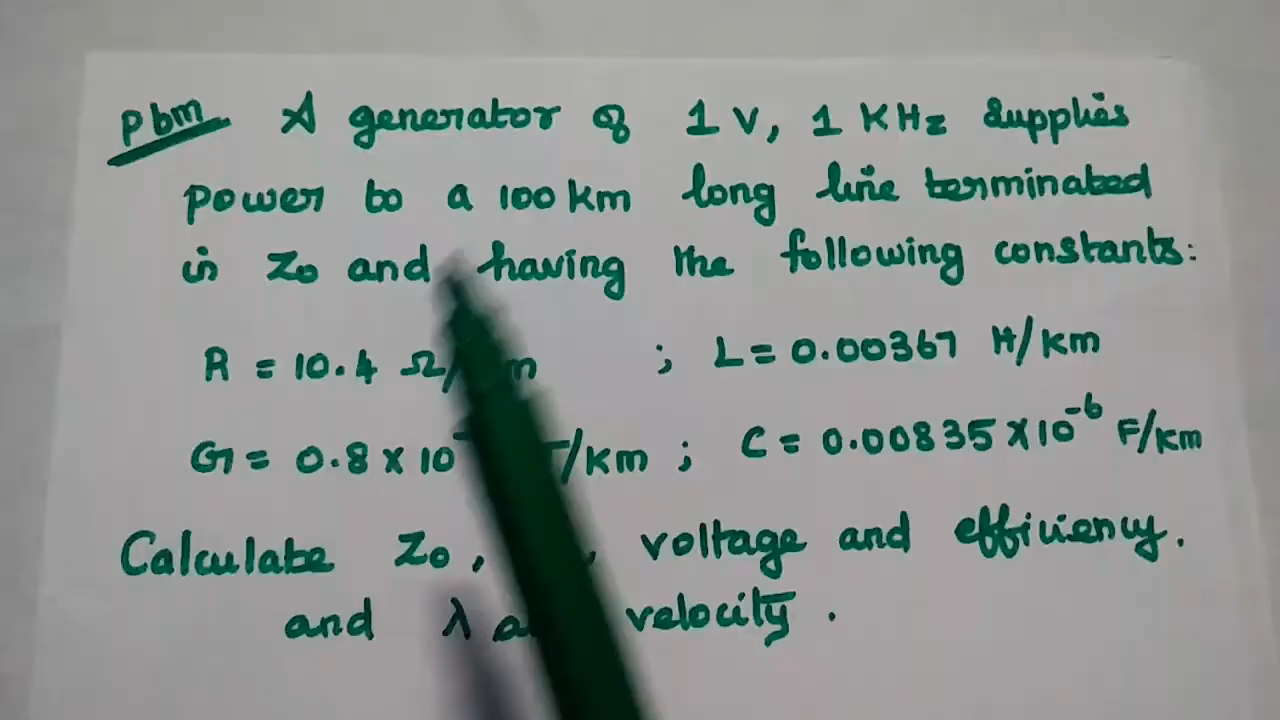 Pbm A generator of 1 V, 1 KHz supplies
power to a 100 km long line terminated
in Zo and having the following constants:
R = 10.4 Ω/ ; L = 0.00367 H/km
G = 0.8 × 10 /km ; C = 0.00835 × 10⁻⁶ F/km
Calculate Zo, voltage and efficiency.
and λ velocity.